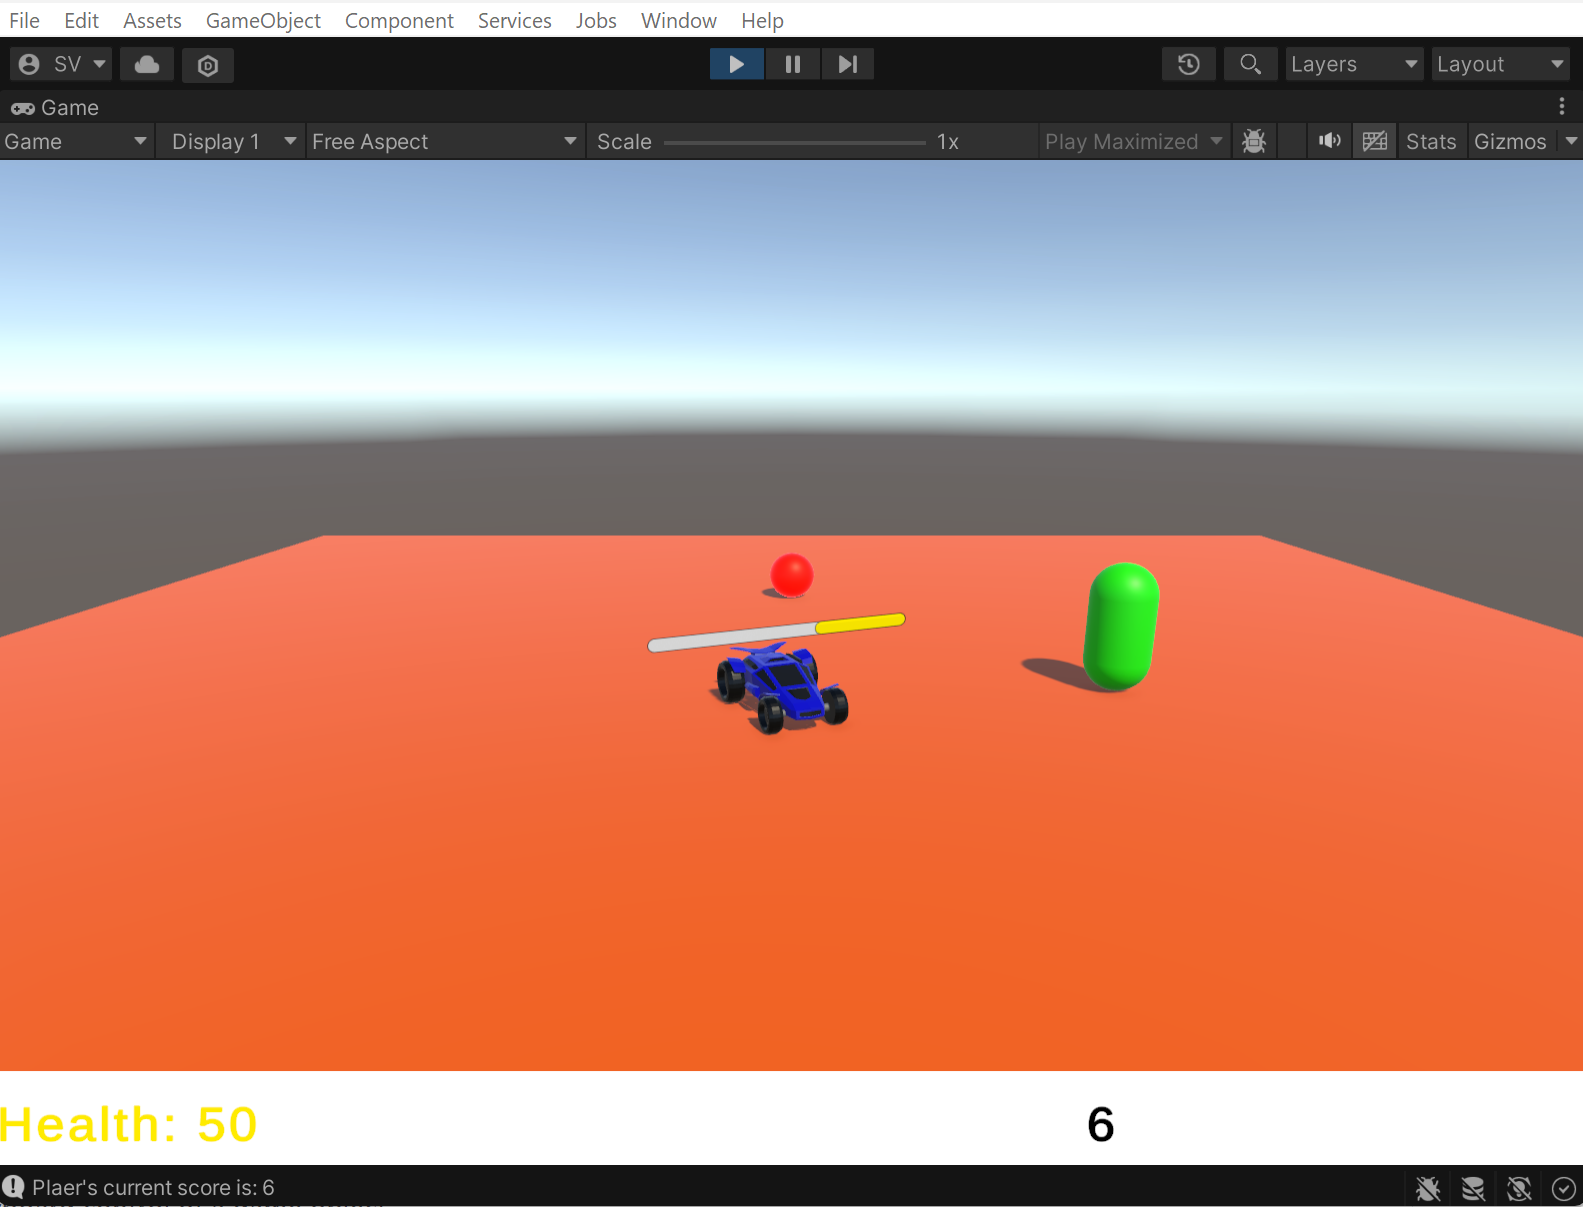 File Edit Assets GameObject Component Services Jobs Window Help
SV Layers Layout
Game
Game Display 1 Free Aspect Scale 1x Play Maximized Stats Gizmos
Health: 50 6
Plaer's current score is: 6